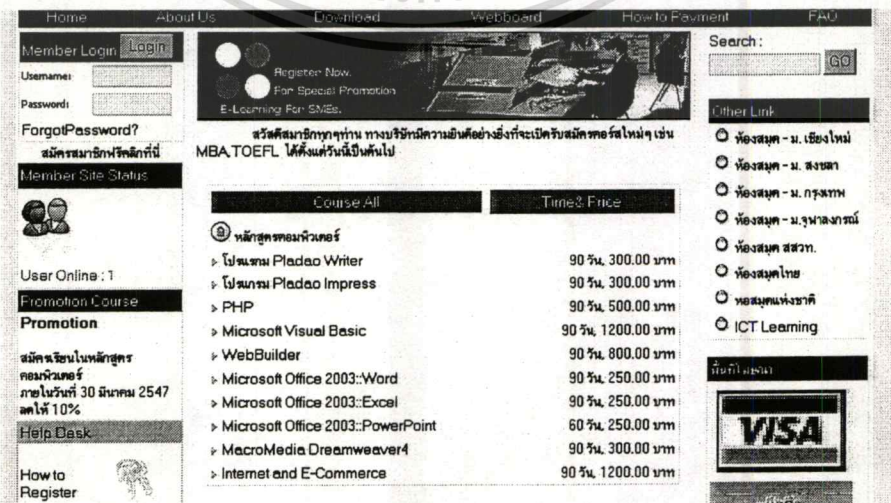 Home About Us Download Webboard How to Payment FAQ
Member Login Login
Username:
Password:
ForgotPassword?
สมัครสมาชิกฟรีคลิกที่นี่
Member Site Status
User Online : 1
Promotion Course
Promotion
สมัครเรียนในหลักสูตร
คอมพิวเตอร์
ภายในวันที่ 30 มีนาคม 2547
ลดให้ 10%
Help Desk
How to
Register
Register Now.
For Special Promotion
E-Learning For SMEs.
สวัสดีสมาชิกทุกๆท่าน ทางบริษัทมีความยินดีอย่างยิ่งที่จะเปิดรับสมัครคอร์สใหม่ๆ เช่น
MBA,TOEFL ได้ตั้งแต่วันนี้เป็นต้นไป
Course All Time& Price
หลักสูตรคอมพิวเตอร์
โปรแกรม Pladao Writer 90 วัน, 300.00 บาท
โปรแกรม Pladao Impress 90 วัน, 300.00 บาท
PHP 90 วัน, 500.00 บาท
Microsoft Visual Basic 90 วัน, 1200.00 บาท
WebBuilder 90 วัน, 800.00 บาท
Microsoft Office 2003::Word 90 วัน, 250.00 บาท
Microsoft Office 2003::Excel 90 วัน, 250.00 บาท
Microsoft Office 2003::PowerPoint 60 วัน, 250.00 บาท
MacroMedia Dreamweaver4 90 วัน, 300.00 บาท
Internet and E-Commerce 90 วัน, 1200.00 บาท
Search :
GO
Other Link
ห้องสมุด - ม. เชียงใหม่
ห้องสมุด - ม. สงขลา
ห้องสมุด - ม. กรุงเทพ
ห้องสมุด - ม.จุฬาลงกรณ์
ห้องสมุด สสวท.
ห้องสมุดไทย
หอสมุดแห่งชาติ
ICT Learning
พื้นที่โฆษณา
VISA